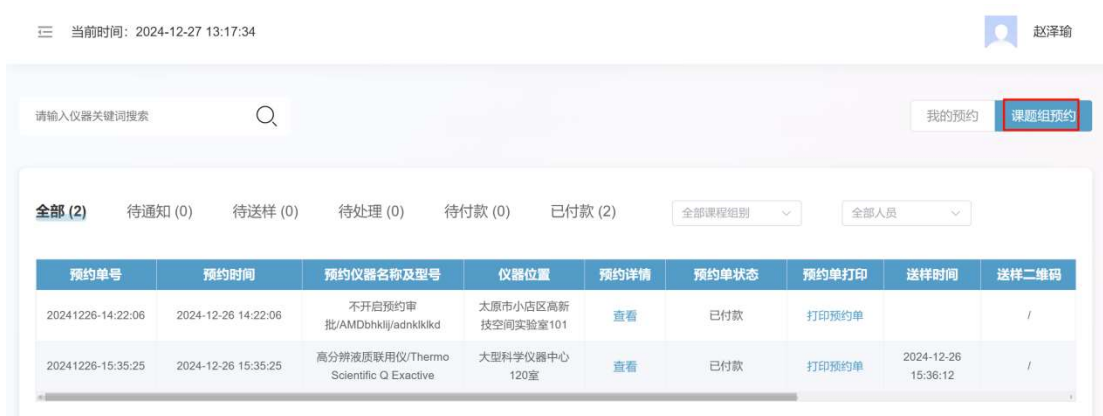 当前时间：2024-12-27 13:17:34
赵泽瑜
请输入仪器关键词搜索
我的预约 课题组预约
全部 (2) 待通知 (0) 待送样 (0) 待处理 (0) 待付款 (0) 已付款 (2) 全部课程组别 全部人员
预约单号 预约时间 预约仪器名称及型号 仪器位置 预约详情 预约单状态 预约单打印 送样时间 送样二维码
20241226-14:22:06 2024-12-26 14:22:06 不开启预约审批/AMDbhklij/adnklklkd 太原市小店区高新技空间实验室101 查看 已付款 打印预约单 /
20241226-15:35:25 2024-12-26 15:35:25 高分辨液质联用仪/Thermo Scientific Q Exactive 大型科学仪器中心120室 查看 已付款 打印预约单 2024-12-26 15:36:12 /